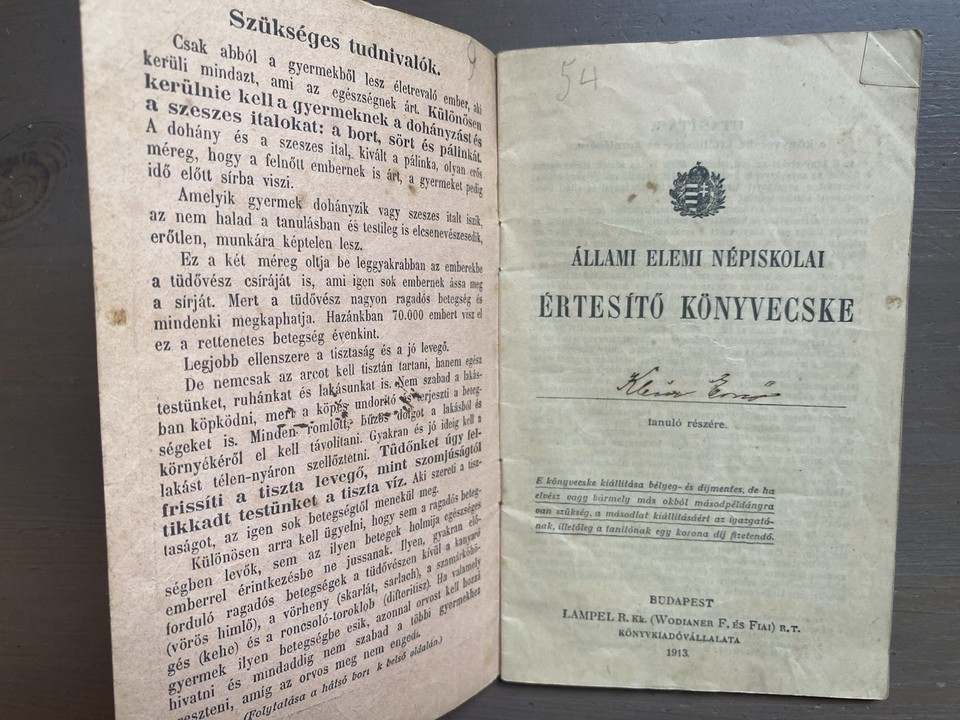 Szükséges tudnivalók.
9
Csak abból a gyermekből lesz életrevaló ember, aki
kerüli mindazt, ami az egészségnek árt. Különösen
kerülnie kell a gyermeknek a dohányzást és
a szeszes italokat: a bort, sört és pálinkát.
A dohány és a szeszes ital, kivált a pálinka, olyan erős
méreg, hogy a felnőtt embernek is árt, a gyermeket pedig
idő előtt sírba viszi.
Amelyik gyermek dohányzik vagy szeszes italt iszik,
az nem halad a tanulásban és testileg is elcsenevészesedik,
erőtlen, munkára képtelen lesz.
Ez a két méreg oltja be leggyakrabban az emberekbe
a tüdővész csíráját is, ami igen sok embernek ássa meg
a sírját. Mert a tüdővész nagyon ragadós betegség és
mindenki megkaphatja. Hazánkban 70.000 embert visz el
ez a rettenetes betegség évenkint.
Legjobb ellenszere a tisztaság és a jó levegő.
De nemcsak az arcot kell tisztán tartani, hanem egész
testünket, ruhánkat és lakásunkat is. Nem szabad a lakás-
ban köpködni, mert a köpés undorító és terjeszti a beteg-
ségeket is. Minden romlott, búzös dolgot a lakásból és
környékéről el kell távolítani. Gyakran és jó ideig kell a
lakást télen-nyáron szellőztetni. Tüdőnket úgy fel-
frissíti a tiszta levegő, mint szomjúságtól
tikkadt testünket a tiszta víz. Aki szereti a tisz-
taságot, az igen sok betegségtől menekül meg.
Különösen arra kell ügyelni, hogy sem a ragadós beteg-
ségben levők, sem az ilyen betegek holmija egészséges
emberrel érintkezésbe ne jussanak. Ilyen, gyakran elő-
forduló ragadós betegségek a tüdővészen kívül a kanyaró
(vörös himlő), a vörheny (skarlát, sarlach), a szamárköhö-
gés (kehe) és a roncsoló-toroklob (difteritisz). Ha valamely
gyermek ilyen betegségbe esik, azonnal orvost kell hozzá
hivatni és mindaddig nem szabad a többi gyermekhez
ereszteni, amíg az orvos meg nem engedi.
(Folytatása a hátsó borí k belső oldalán.)
54
ÁLLAMI ELEMI NÉPISKOLAI
ÉRTESÍTŐ KÖNYVECSKE
Klein Ernő
tanuló részére.
E könyvecske kiállítása bélyeg- és díjmentes, de ha
elvész vagy bármely más okból másodpéldányra
van szükség, a másodlat kiállításáért az igazgató-
nak, illetőleg a tanítónak egy korona díj fizetendő.
BUDAPEST
LAMPEL R. Kk. (WODIANER F. ÉS FIAI) R. T.
KÖNYVKIADÓVÁLLALATA
1913.